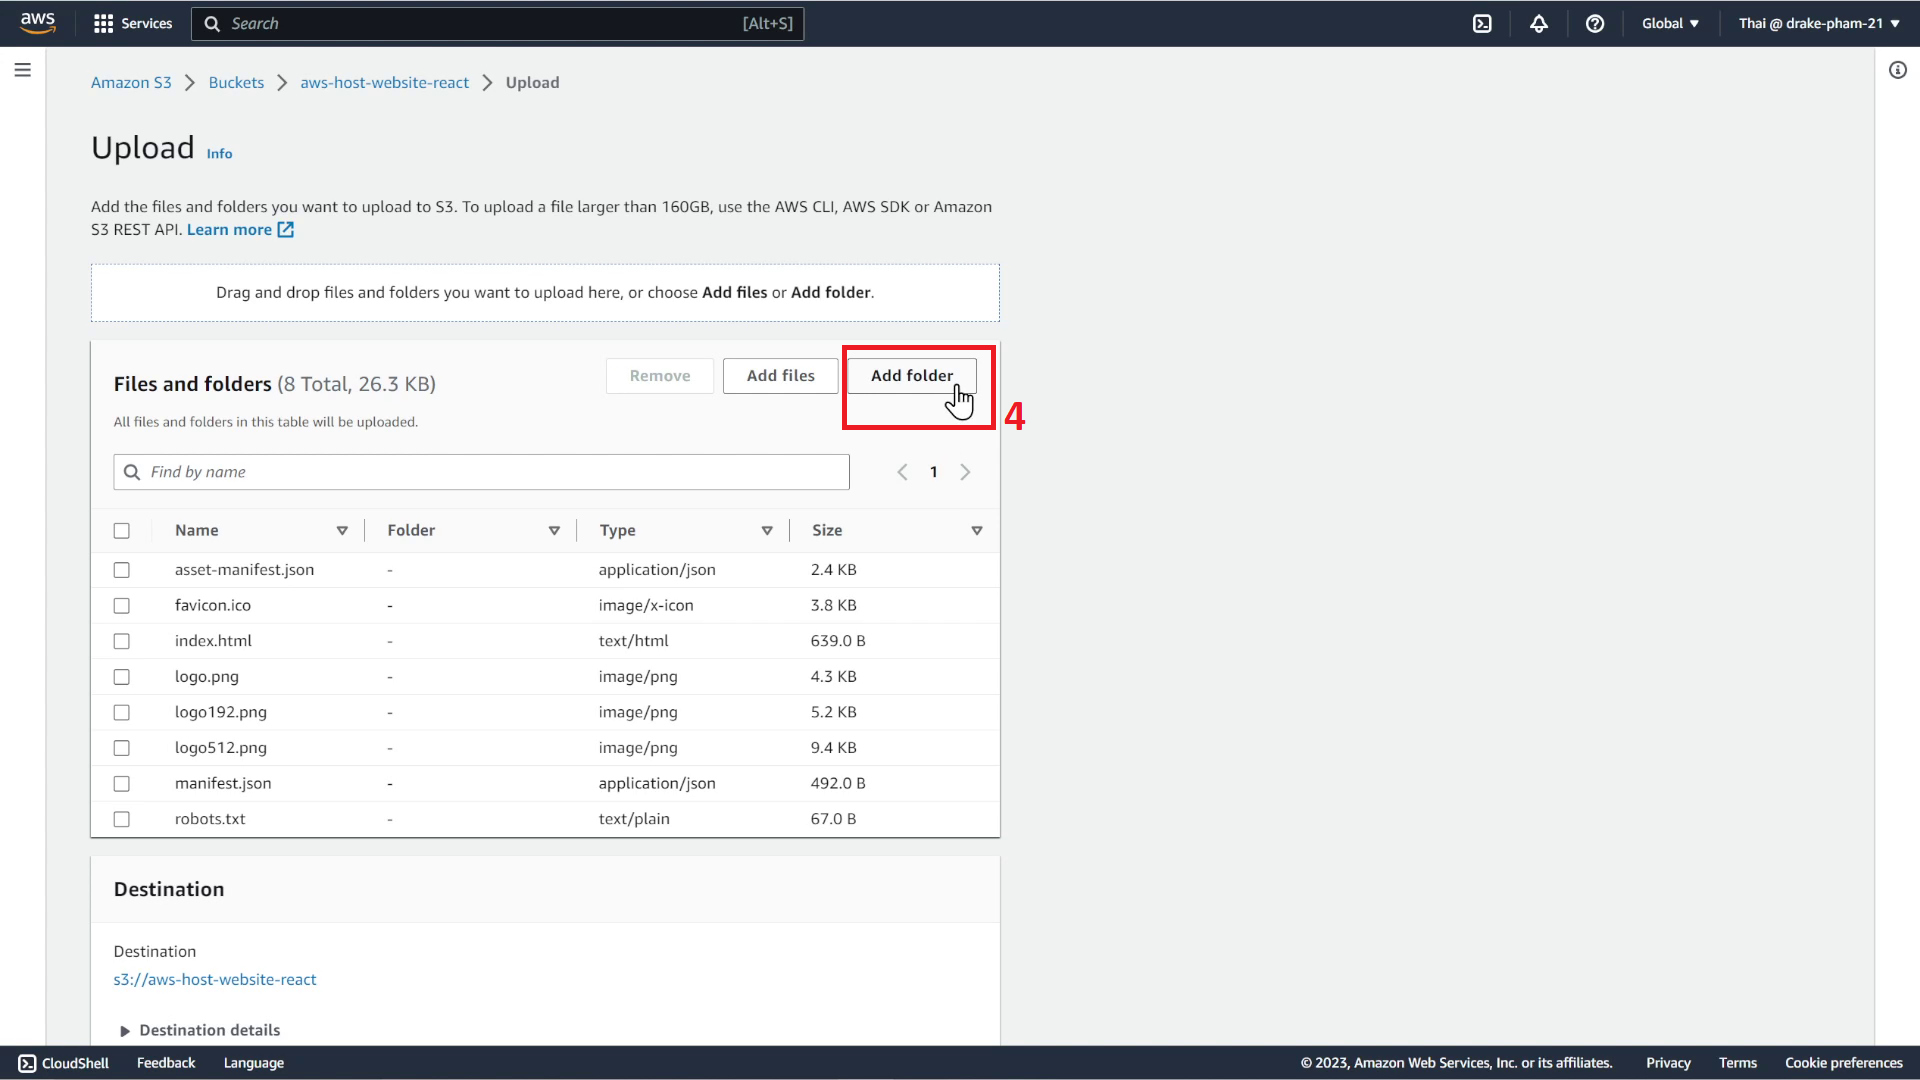 aws Services Search [Alt+S] Global Thai @ drake-pham-21
Amazon S3 Buckets aws-host-website-react Upload
Upload Info
Add the files and folders you want to upload to S3. To upload a file larger than 160GB, use the AWS CLI, AWS SDK or Amazon
S3 REST API. Learn more
Drag and drop files and folders you want to upload here, or choose Add files or Add folder.
Files and folders (8 Total, 26.3 KB) Remove Add files Add folder
4
All files and folders in this table will be uploaded.
Find by name 1
Name Folder Type Size
asset-manifest.json - application/json 2.4 KB
favicon.ico - image/x-icon 3.8 KB
index.html - text/html 639.0 B
logo.png - image/png 4.3 KB
logo192.png - image/png 5.2 KB
logo512.png - image/png 9.4 KB
manifest.json - application/json 492.0 B
robots.txt - text/plain 67.0 B
Destination
Destination
s3://aws-host-website-react
Destination details
CloudShell Feedback Language © 2023, Amazon Web Services, Inc. or its affiliates. Privacy Terms Cookie preferences